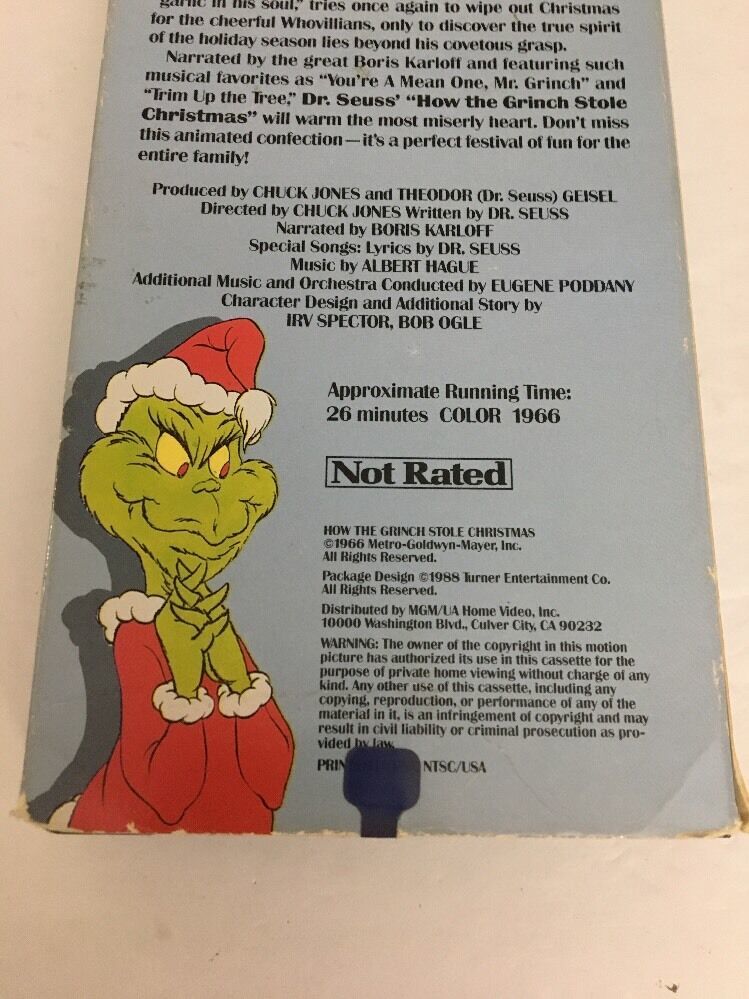 garlic in his soul," tries once again to wipe out Christmas
for the cheerful Whovillians, only to discover the true spirit
of the holiday season lies beyond his covetous grasp.
Narrated by the great Boris Karloff and featuring such
musical favorites as "You're A Mean One, Mr. Grinch" and
"Trim Up the Tree," Dr. Seuss' "How the Grinch Stole
Christmas" will warm the most miserly heart. Don't miss
this animated confection—it's a perfect festival of fun for the
entire family!
Produced by CHUCK JONES and THEODOR (Dr. Seuss) GEISEL
Directed by CHUCK JONES Written by DR. SEUSS
Narrated by BORIS KARLOFF
Special Songs: Lyrics by DR. SEUSS
Music by ALBERT HAGUE
Additional Music and Orchestra Conducted by EUGENE PODDANY
Character Design and Additional Story by
IRV SPECTOR, BOB OGLE
Approximate Running Time:
26 minutes COLOR 1966
Not Rated
HOW THE GRINCH STOLE CHRISTMAS
©1966 Metro-Goldwyn-Mayer, Inc.
All Rights Reserved.
Package Design ©1988 Turner Entertainment Co.
All Rights Reserved.
Distributed by MGM/UA Home Video, Inc.
10000 Washington Blvd., Culver City, CA 90232
WARNING: The owner of the copyright in this motion
picture has authorized its use in this cassette for the
purpose of private home viewing without charge of any
kind. Any other use of this cassette, including any
copying, reproduction, or performance of any of the
material in it, is an infringement of copyright and may
result in civil liability or criminal prosecution as pro-
vided by law.
NTSC/USA